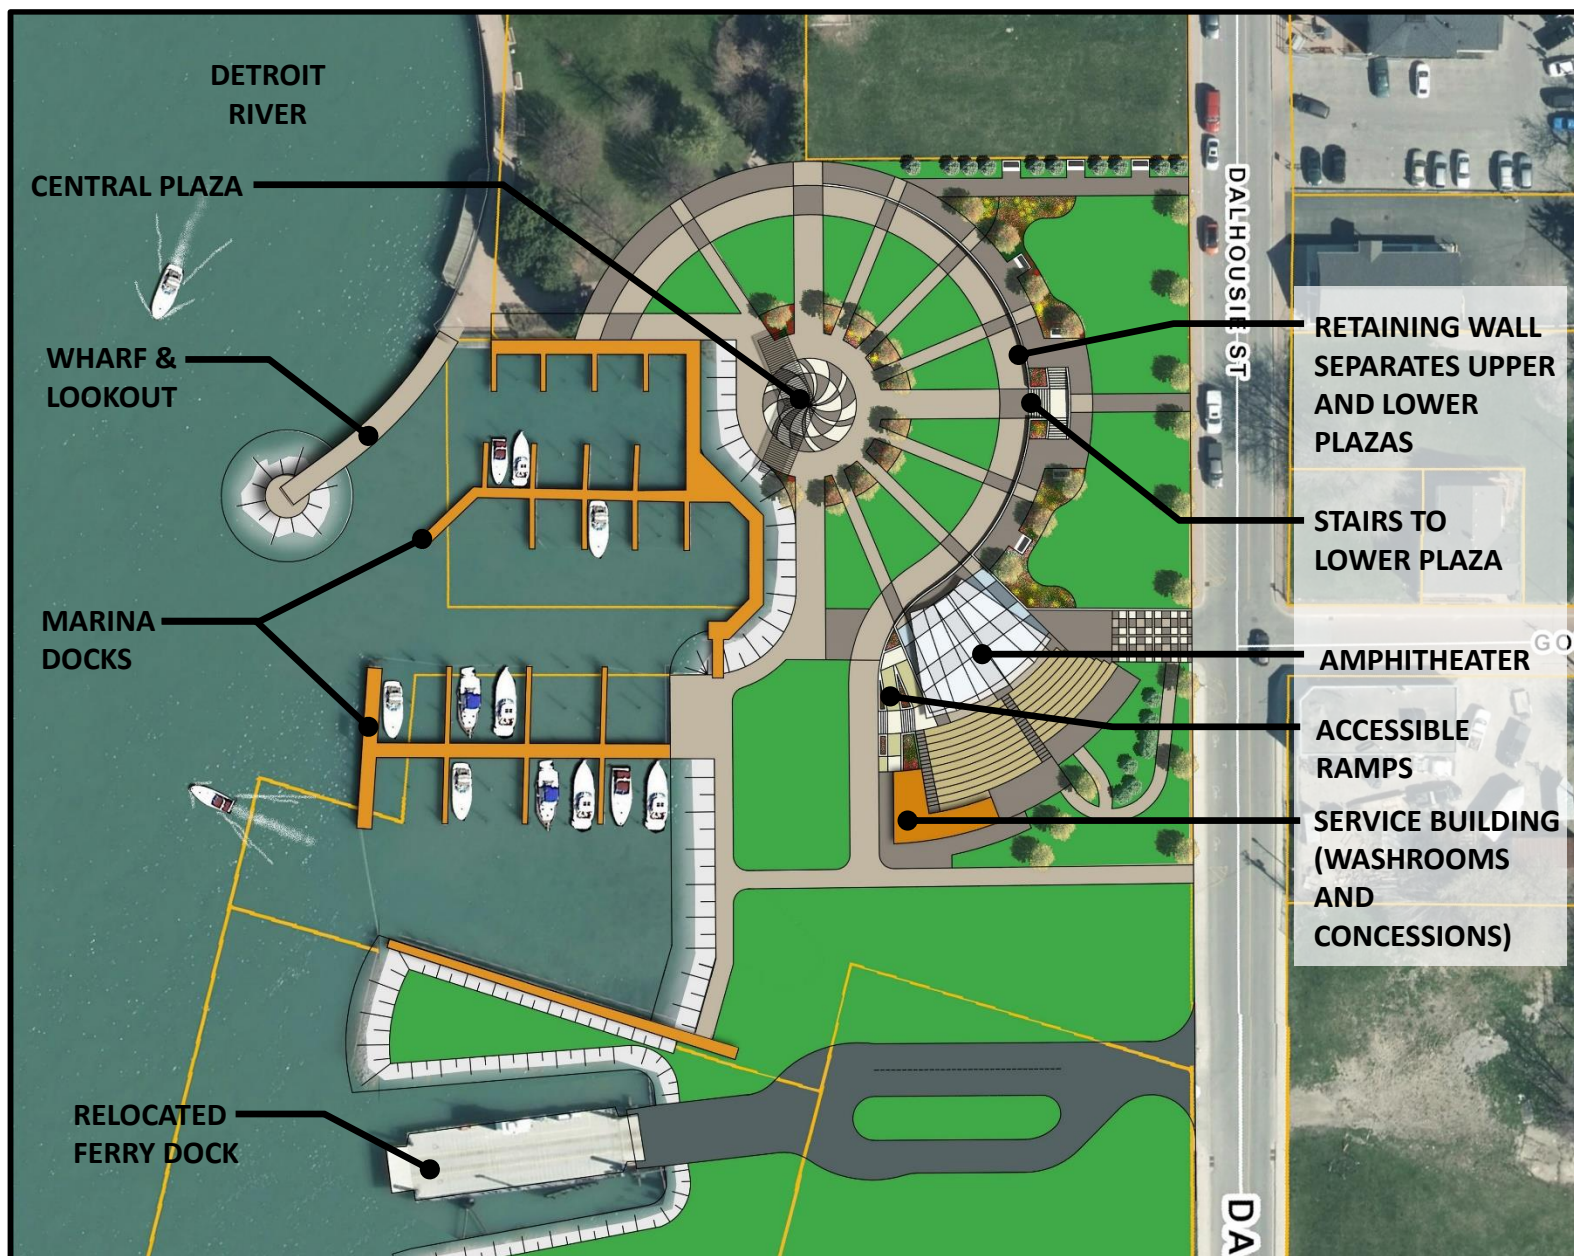 DETROIT
RIVER
CENTRAL PLAZA
WHARF &
LOOKOUT
MARINA
DOCKS
RELOCATED
FERRY DOCK
DALHOUSIE ST
RETAINING WALL
SEPARATES UPPER
AND LOWER
PLAZAS
STAIRS TO
LOWER PLAZA
GO
AMPHITHEATER
ACCESSIBLE
RAMPS
SERVICE BUILDING
(WASHROOMS
AND
CONCESSIONS)
DA